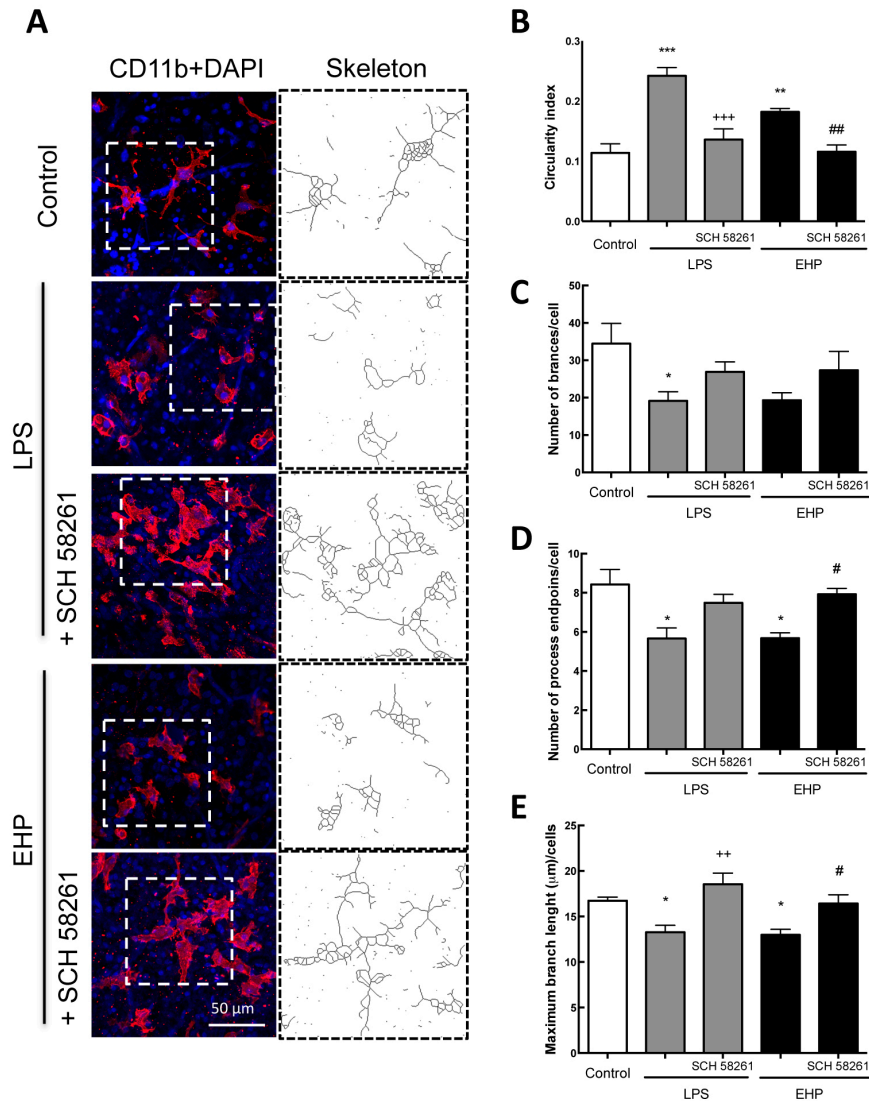 A
CD11b+DAPI
Skeleton
Control
LPS
+ SCH 58261
EHP
+ SCH 58261
50 μm
B
Circularity index
0.3
0.2
0.1
0.0
***
+++
**
##
Control
SCH 58261
SCH 58261
LPS
EHP
C
Number of brances/cell
50
40
30
20
10
0
*
Control
SCH 58261
SCH 58261
LPS
EHP
D
Number of process endpoins/cell
10
8
6
4
2
0
*
*
#
Control
SCH 58261
SCH 58261
LPS
EHP
E
Maximum branch lenght (μm)/cells
25
20
15
10
5
0
*
++
*
#
Control
SCH 58261
SCH 58261
LPS
EHP